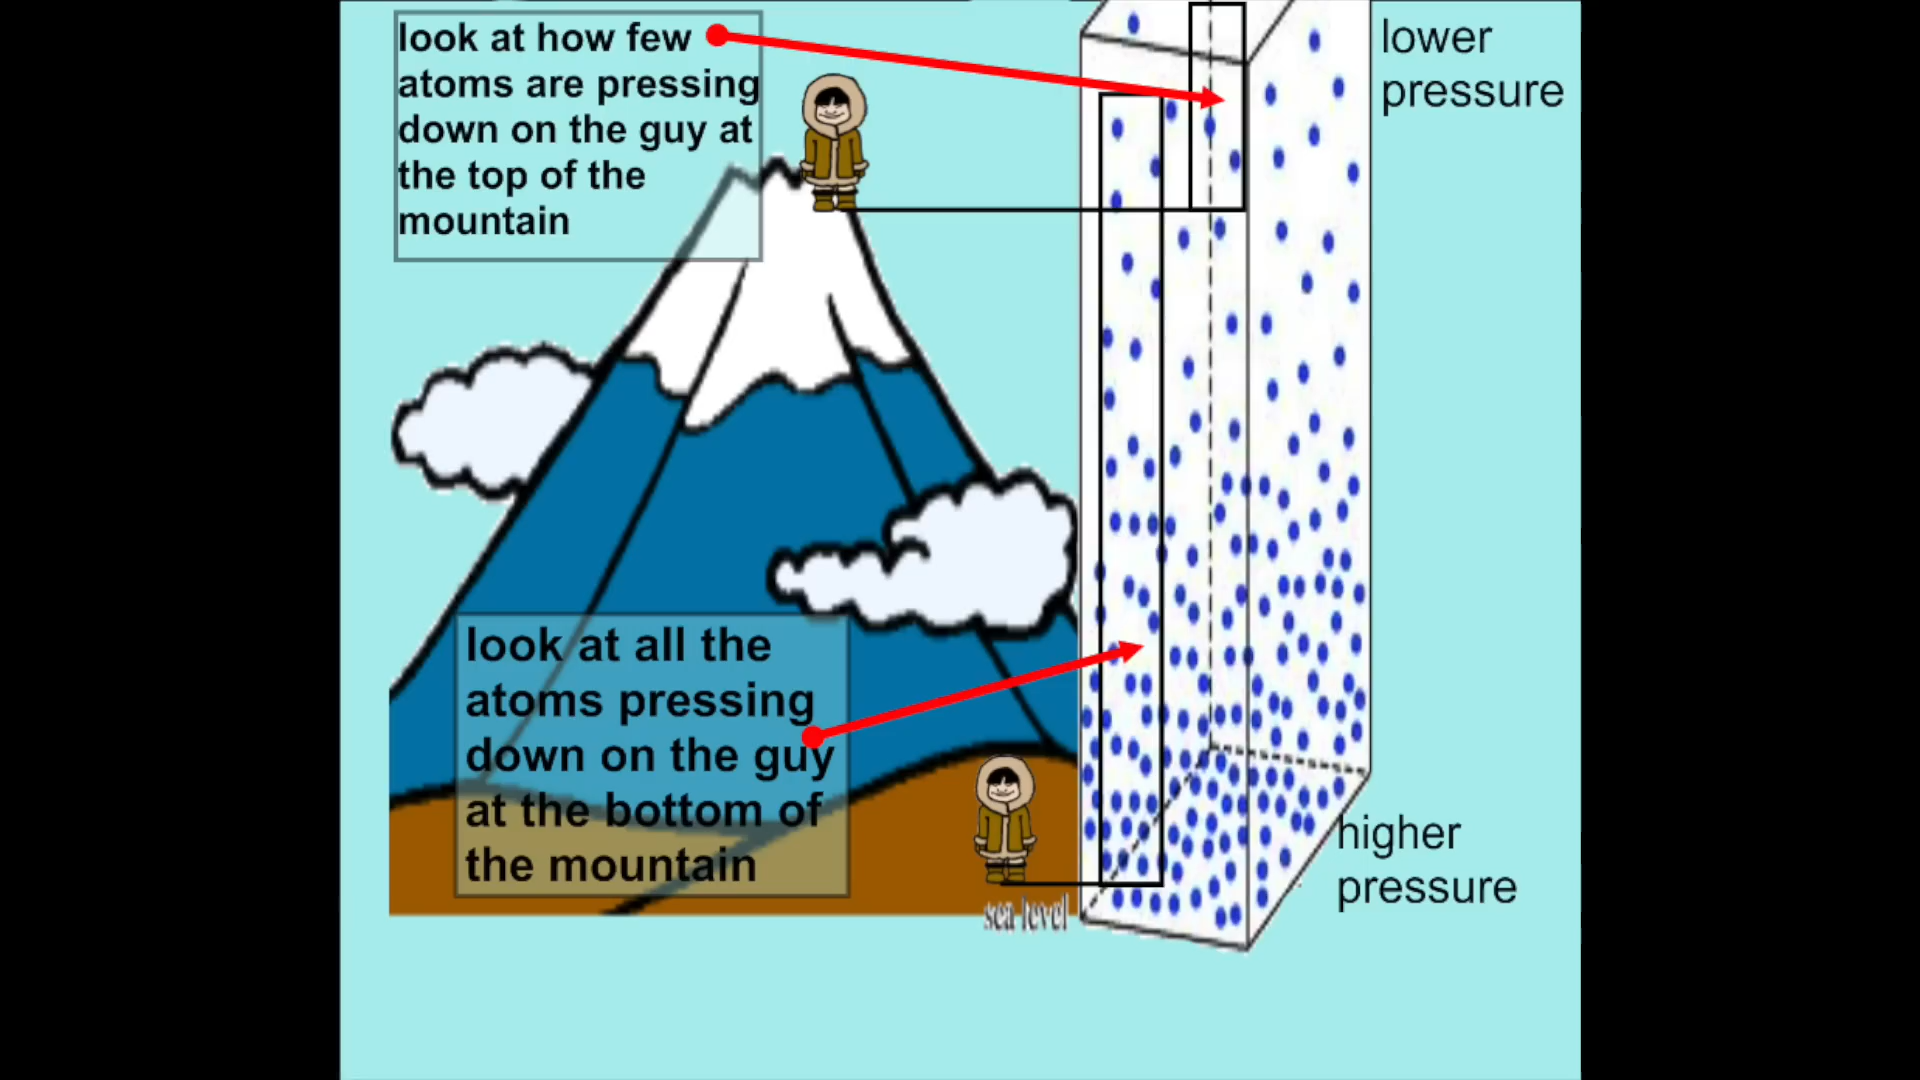 look at how few
atoms are pressing
down on the guy at
the top of the
mountain
lower
pressure
look at all the
atoms pressing
down on the guy
at the bottom of
the mountain
higher
pressure
sea level